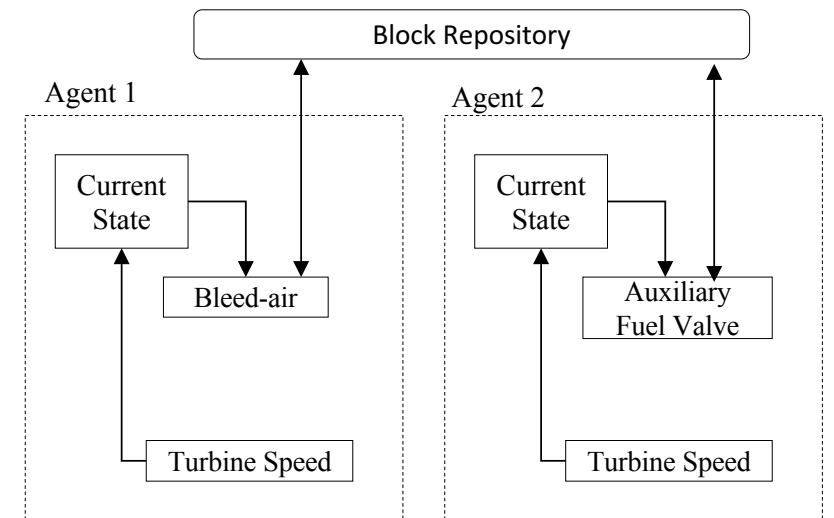 Block Repository
Agent 1
Current
State
Bleed-air
Turbine Speed
Agent 2
Current
State
Auxiliary
Fuel Valve
Turbine Speed